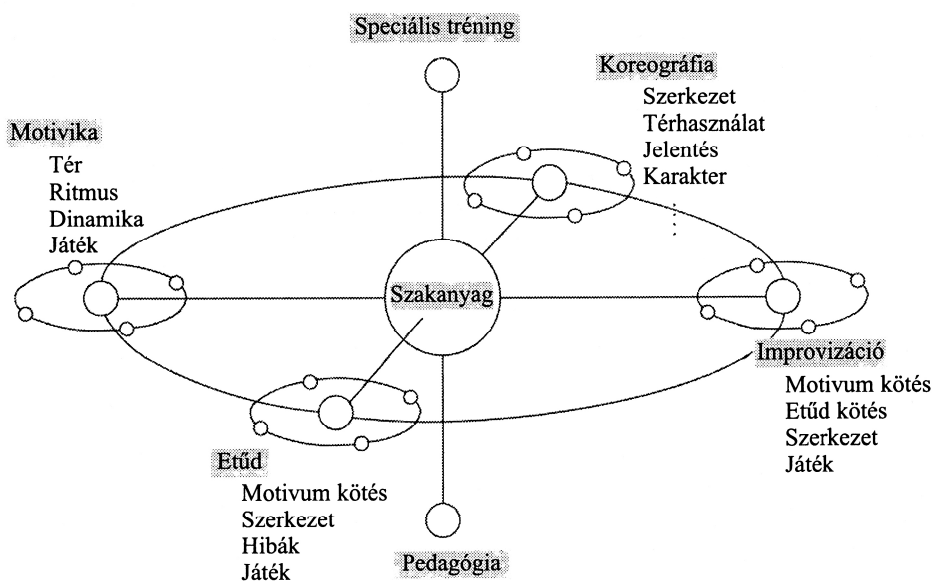 Speciális tréning
Koreográfia
Szerkezet
Térhasználat
Jelentés
Karakter
Motivika
Tér
Ritmus
Dinamika
Játék
Szakanyag
Improvizáció
Motivum kötés
Etűd kötés
Szerkezet
Játék
Etűd
Motivum kötés
Szerkezet
Hibák
Játék
Pedagógia